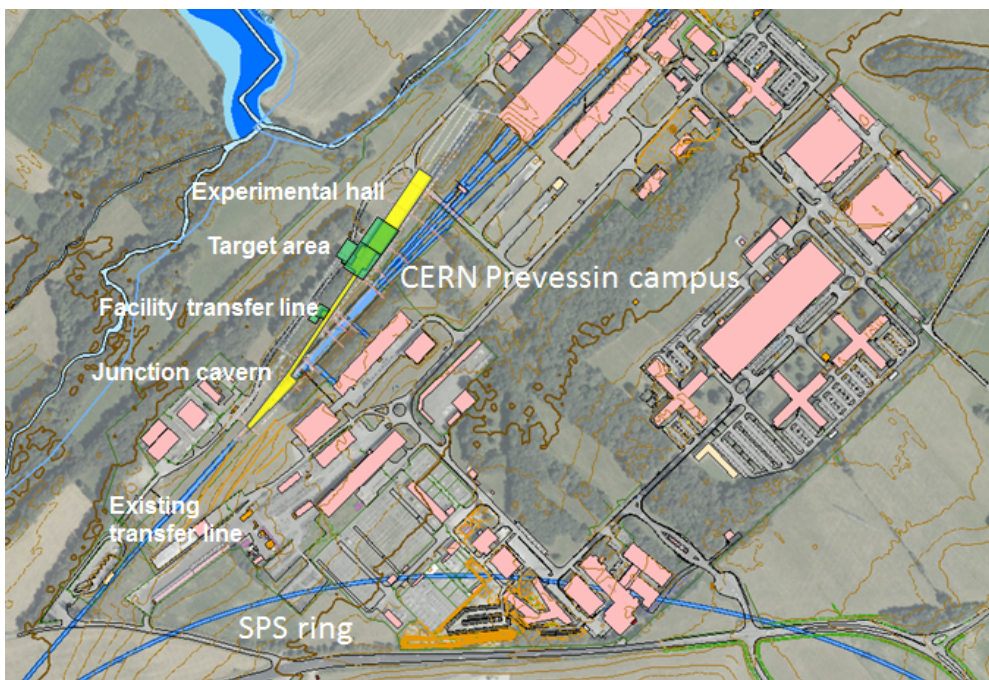 Experimental hall
Target area
CERN Prevessin campus
Facility transfer line
Junction cavern
Existing
transfer line
SPS ring